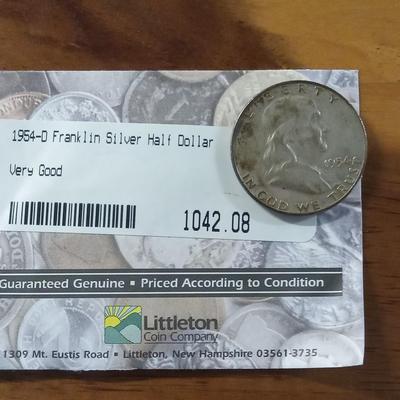 1954-D Franklin Silver Half Dollar
Very Good
1042.08
LIBERTY
1954
IN GOD WE TRUST
Guaranteed Genuine ▪ Priced According to Condition
Littleton
Coin Company
1309 Mt. Eustis Road ▪ Littleton, New Hampshire 03561-3735